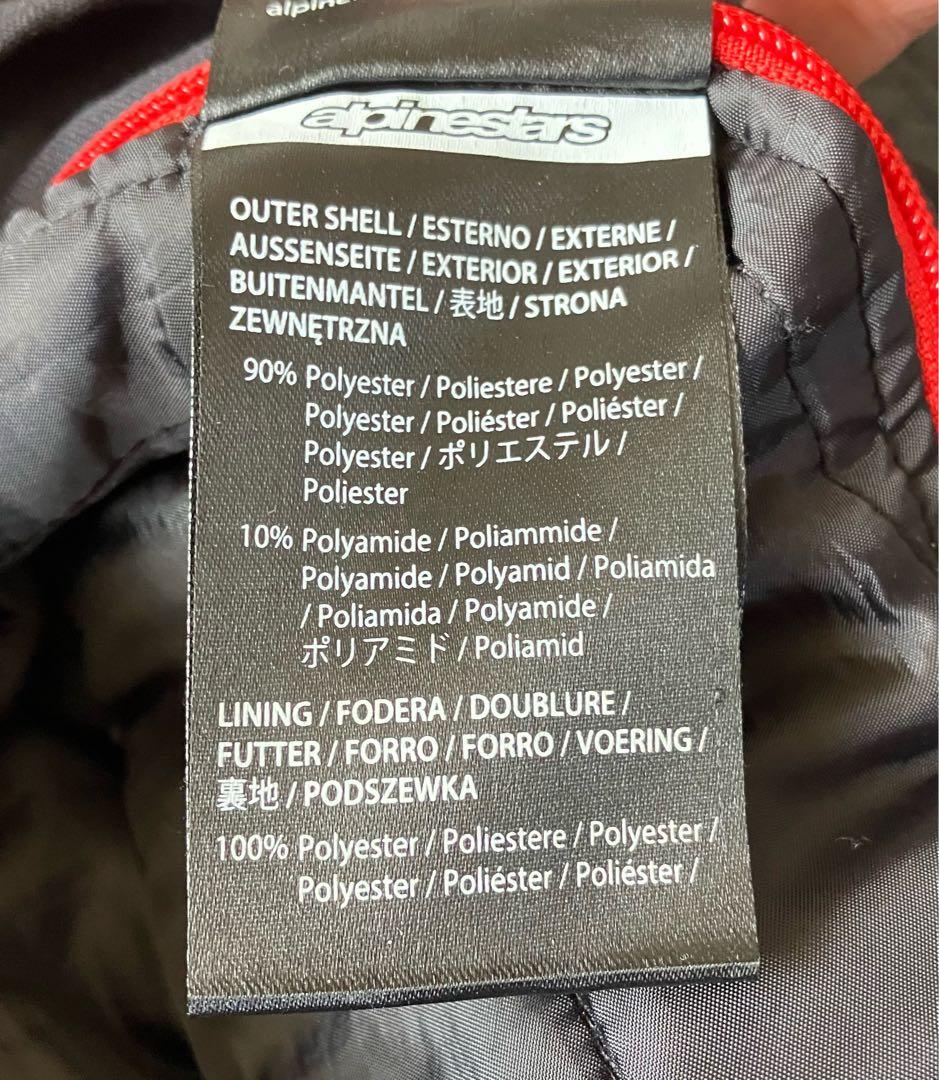 alpinestars
OUTER SHELL / ESTERNO / EXTERNE /
AUSSENSEITE / EXTERIOR / EXTERIOR /
BUITENMANTEL / 表地 / STRONA
ZEWNĘTRZNA
90% Polyester / Poliestere / Polyester /
Polyester / Poliéster / Poliéster /
Polyester / ポリエステル /
Poliester
10% Polyamide / Poliammide /
Polyamide / Polyamid / Poliamida
/ Poliamida / Polyamide /
ポリアミド / Poliamid
LINING / FODERA / DOUBLURE /
FUTTER / FORRO / FORRO / VOERING /
裏地 / PODSZEWKA
100% Polyester / Poliestere / Polyester /
Polyester / Poliéster / Poliéster /